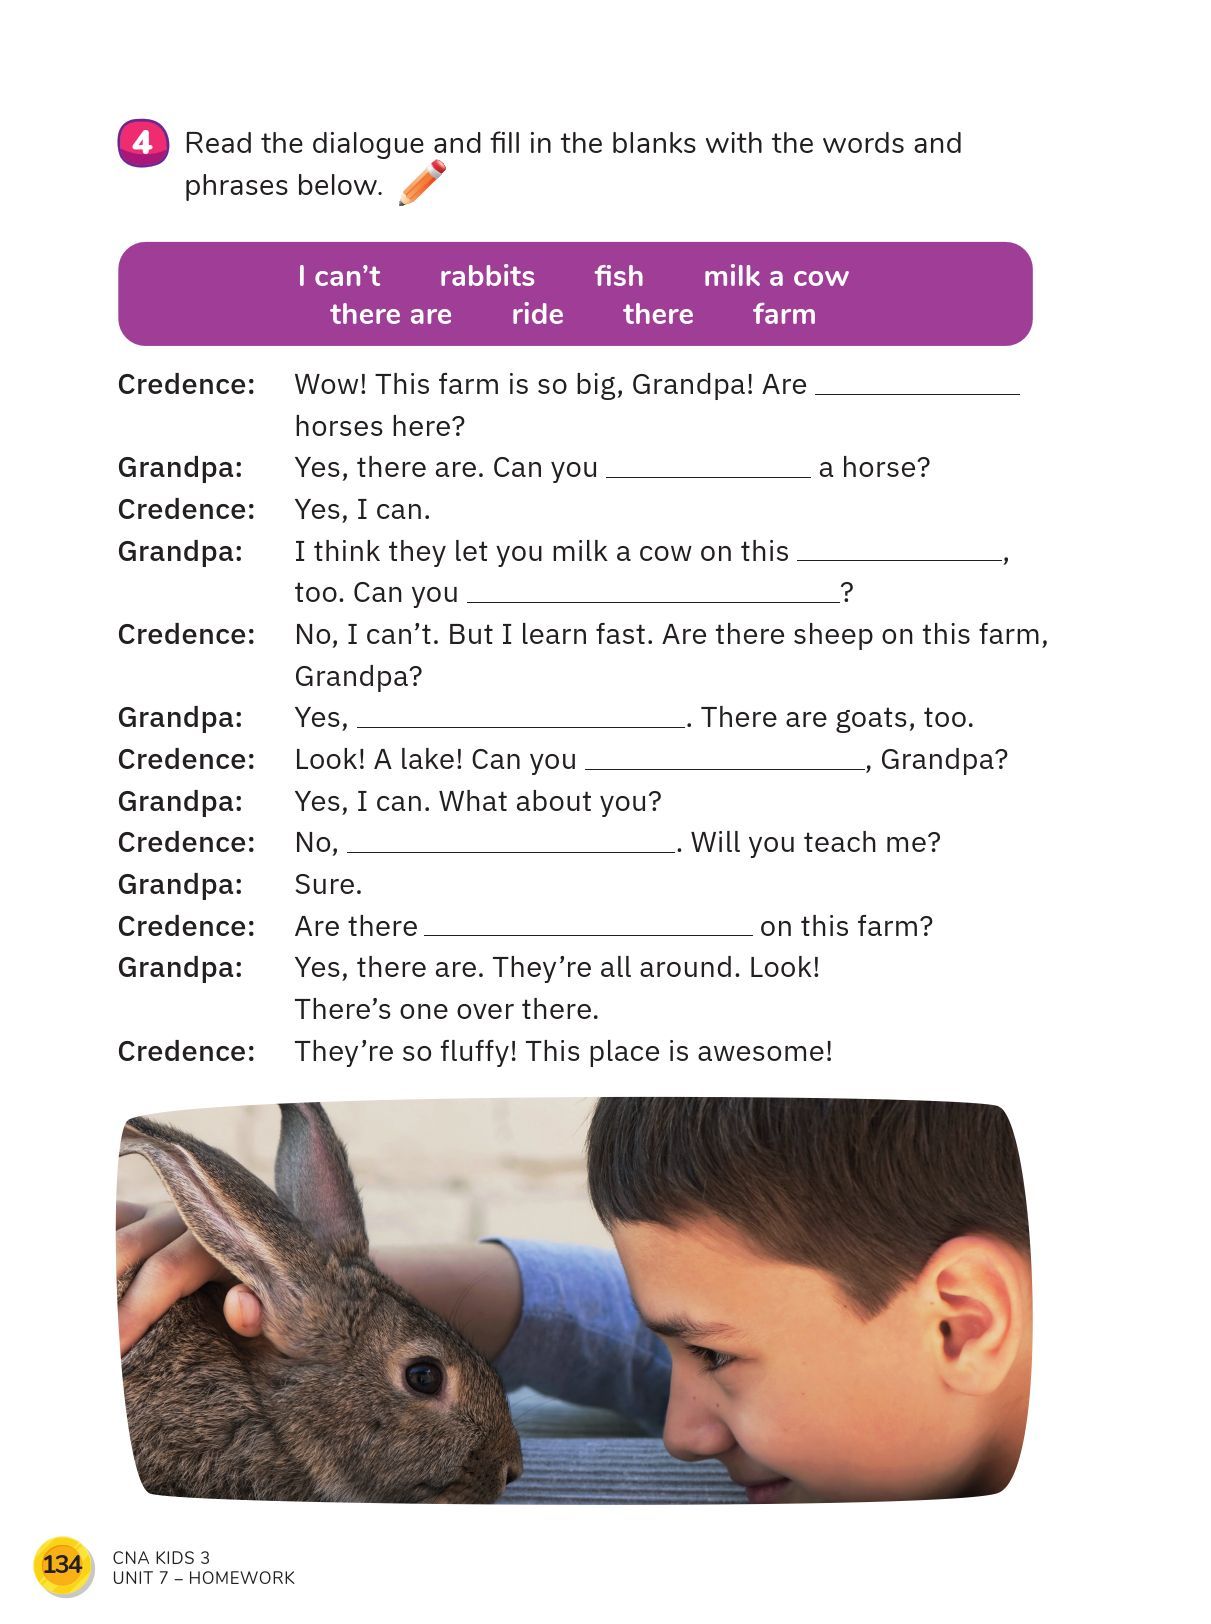 4 Read the dialogue and fill in the blanks with the words and
phrases below.
I can’t rabbits fish milk a cow
there are ride there farm
Credence: Wow! This farm is so big, Grandpa! Are ____________
horses here?
Grandpa: Yes, there are. Can you ____________ a horse?
Credence: Yes, I can.
Grandpa: I think they let you milk a cow on this ____________,
too. Can you ______________________?
Credence: No, I can’t. But I learn fast. Are there sheep on this farm,
Grandpa?
Grandpa: Yes, ___________________. There are goats, too.
Credence: Look! A lake! Can you ________________, Grandpa?
Grandpa: Yes, I can. What about you?
Credence: No, ___________________. Will you teach me?
Grandpa: Sure.
Credence: Are there ___________________ on this farm?
Grandpa: Yes, there are. They’re all around. Look!
There’s one over there.
Credence: They’re so fluffy! This place is awesome!
134 CNA KIDS 3
UNIT 7 – HOMEWORK